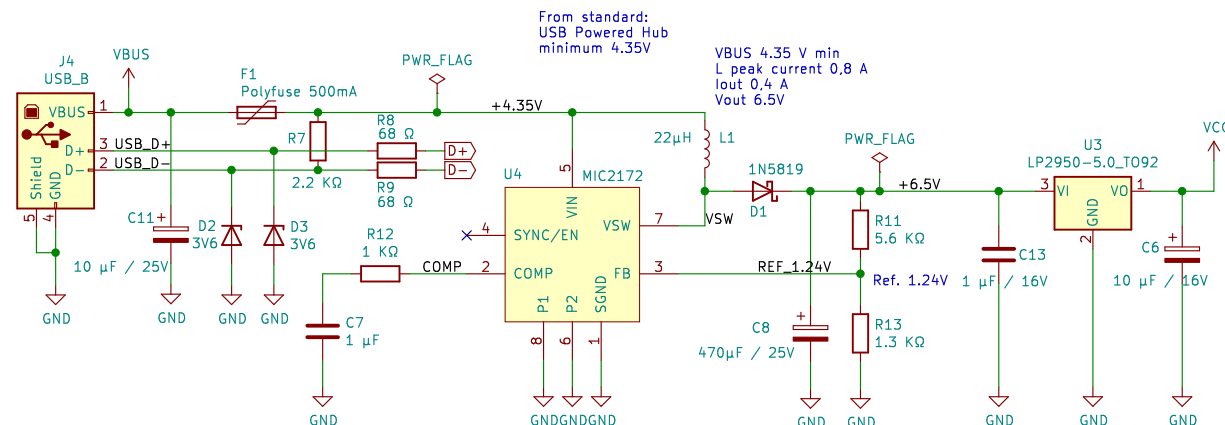 From standard:
USB Powered Hub
minimum 4.35V
VBUS 4.35 V min
L peak current 0,8 A
Iout 0,4 A
Vout 6.5V
J4
USB_B
VBUS
F1
Polyfuse 500mA
PWR_FLAG
+4.35V
VBUS
1
D+
3
USB_D+
D-
2
USB_D-
Shield
GND
5
4
GND
R7
2.2 KΩ
R8
68 Ω
R9
68 Ω
D+
D-
C11
+
10 µF / 25V
GND
D2
3V6
GND
D3
3V6
GND
R12
1 KΩ
COMP
C7
1 µF
GND
U4
MIC2172
5
VIN
4
SYNC/EN
2
COMP
VSW
7
FB
3
P1
P2
SGND
8
6
1
GND
GND
GND
22µH
L1
VSW
1N5819
D1
PWR_FLAG
+6.5V
REF_1.24V
Ref. 1.24V
R11
5.6 KΩ
R13
1.3 KΩ
GND
C8
+
470µF / 25V
GND
C13
1 µF / 16V
GND
U3
LP2950-5.0_TO92
3
VI
VO
1
GND
2
GND
C6
+
10 µF / 16V
GND